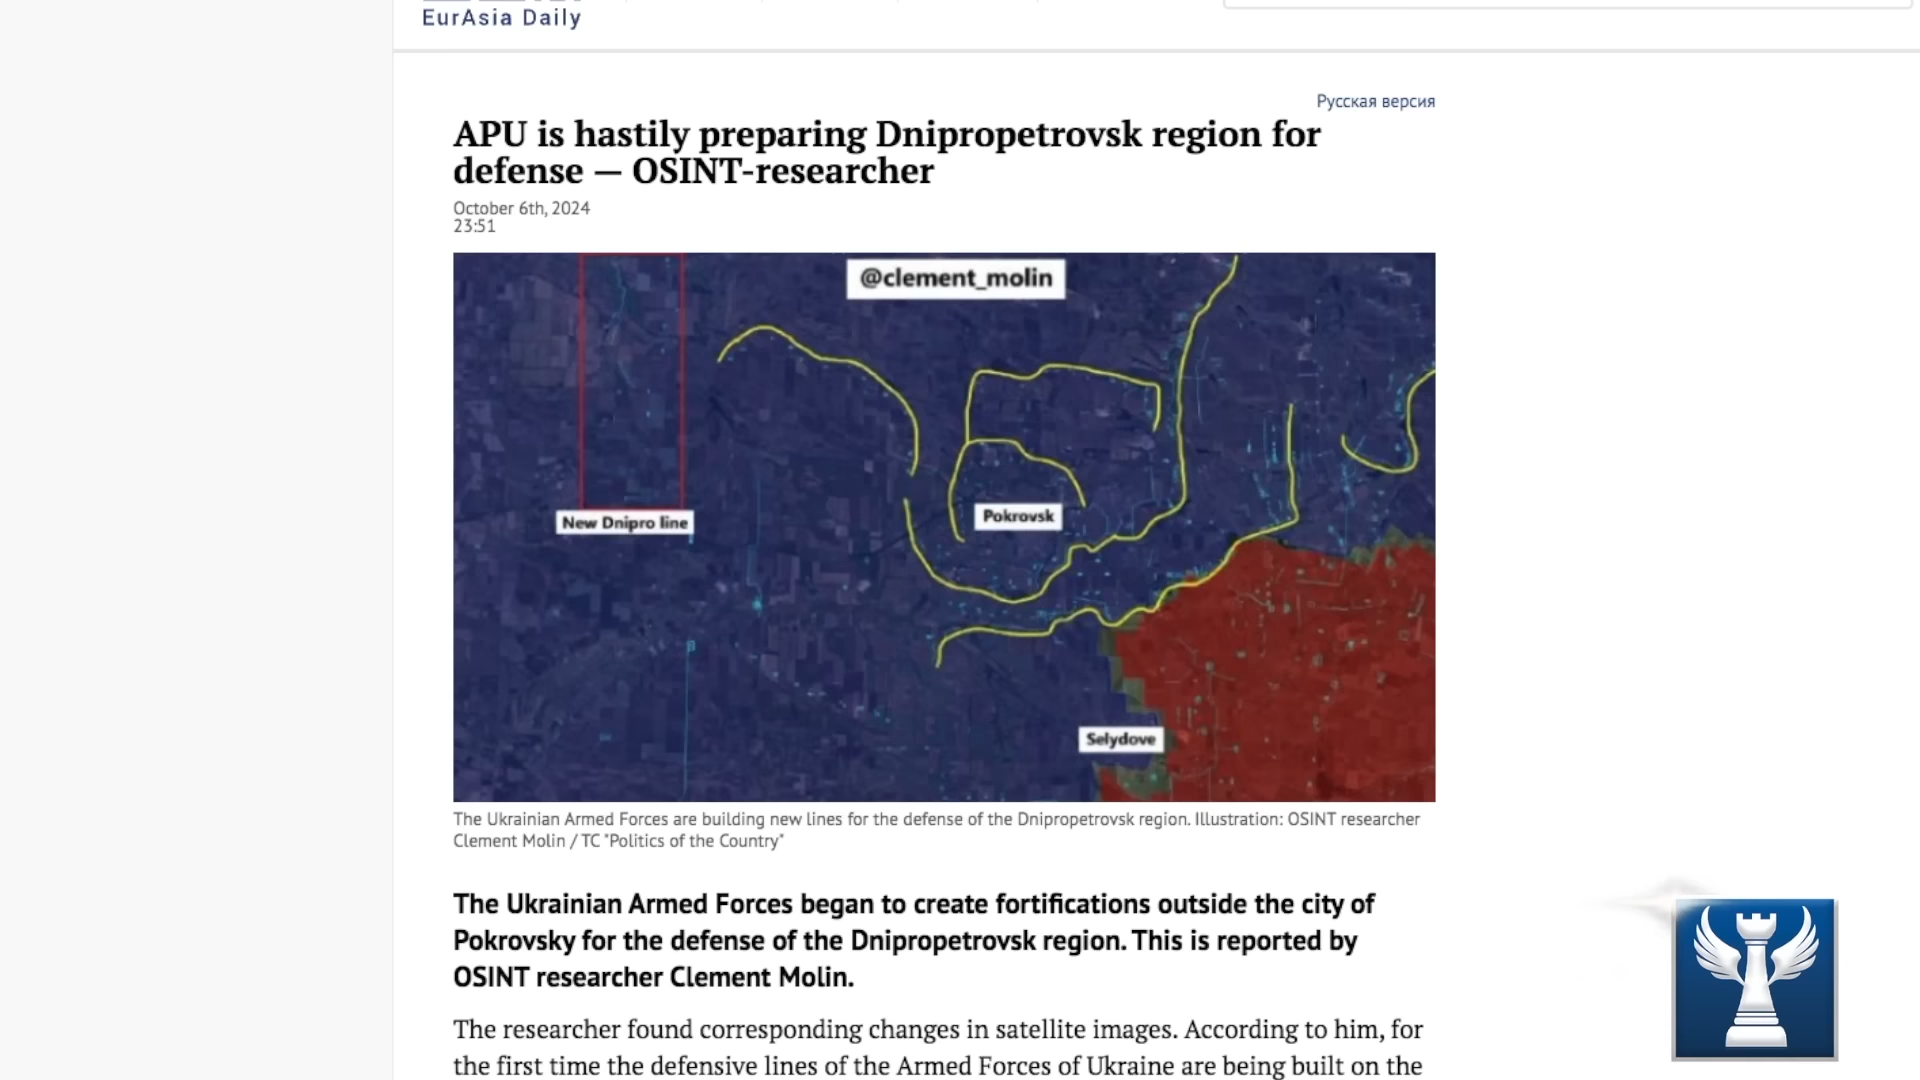 EurAsia Daily
Русская версия
APU is hastily preparing Dnipropetrovsk region for
defense — OSINT-researcher
October 6th, 2024
23:51
@clement_molin
New Dnipro line
Pokrovsk
Selydove
The Ukrainian Armed Forces are building new lines for the defense of the Dnipropetrovsk region. Illustration: OSINT researcher
Clement Molin / TC "Politics of the Country"
The Ukrainian Armed Forces began to create fortifications outside the city of
Pokrovsky for the defense of the Dnipropetrovsk region. This is reported by
OSINT researcher Clement Molin.
The researcher found corresponding changes in satellite images. According to him, for
the first time the defensive lines of the Armed Forces of Ukraine are being built on the